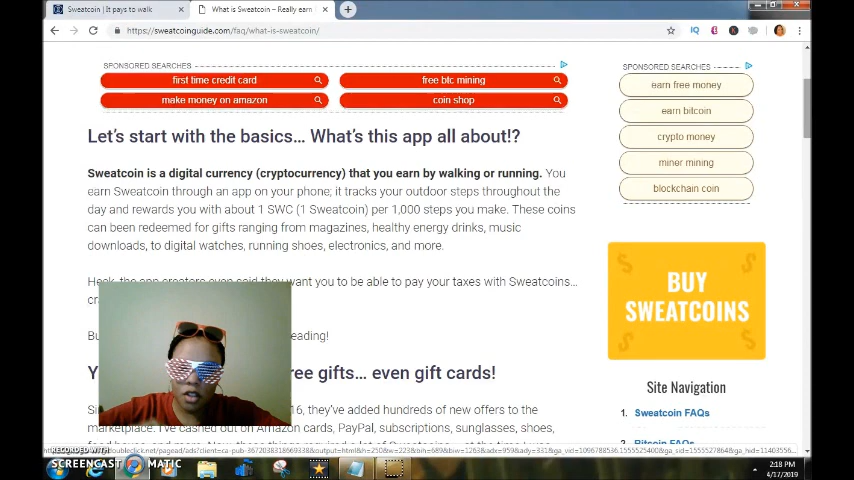 Sweatcoin | It pays to walk
What is Sweatcoin – Really earn
https://sweatcoinguide.com/faq/what-is-sweatcoin/
SPONSORED SEARCHES
first time credit card
free btc mining
make money on amazon
coin shop
Let's start with the basics… What's this app all about!?
Sweatcoin is a digital currency (cryptocurrency) that you earn by walking or running. You
earn Sweatcoin through an app on your phone; it tracks your outdoor steps throughout the
day and rewards you with about 1 SWC (1 Sweatcoin) per 1,000 steps you make. These coins
can be redeemed for gifts ranging from magazines, healthy energy drinks, music
downloads, to digital watches, running shoes, electronics, and more.
Heck, the app creators even said they want you to be able to pay your taxes with Sweatcoins…
eading!
ree gifts… even gift cards!
16, they've added hundreds of new offers to the
marketplace. I've cashed out on Amazon cards, PayPal, subscriptions, sunglasses, shoes,
SPONSORED SEARCHES
earn free money
earn bitcoin
crypto money
miner mining
blockchain coin
BUY
SWEATCOINS
Site Navigation
1. Sweatcoin FAQs
2. Bitcoin FAQs
RECORDED WITH
SCREENCAST MATIC
2:18 PM
4/17/2019